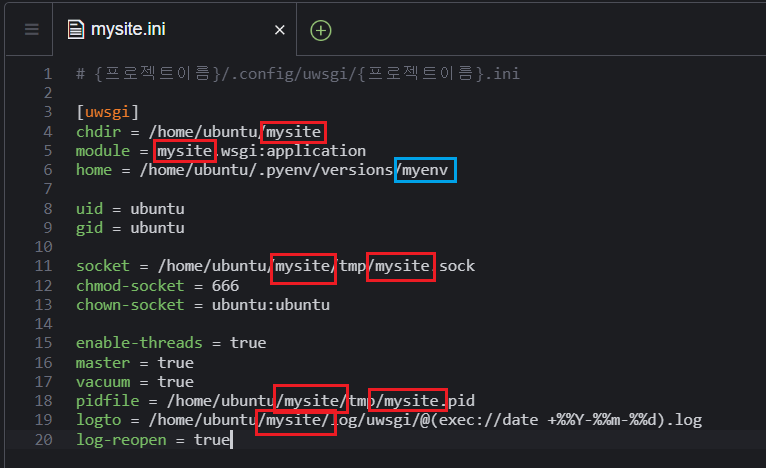 mysite.ini
1 # {프로젝트이름}/.config/uwsgi/{프로젝트이름}.ini
2
3 [uwsgi]
4 chdir = /home/ubuntu/mysite
5 module = mysite.wsgi:application
6 home = /home/ubuntu/.pyenv/versions/myenv
7
8 uid = ubuntu
9 gid = ubuntu
10
11 socket = /home/ubuntu/mysite/tmp/mysite.sock
12 chmod-socket = 666
13 chown-socket = ubuntu:ubuntu
14
15 enable-threads = true
16 master = true
17 vacuum = true
18 pidfile = /home/ubuntu/mysite/tmp/mysite.pid
19 logto = /home/ubuntu/mysite/log/uwsgi/@(exec://date +%%Y-%%m-%%d).log
20 log-reopen = true